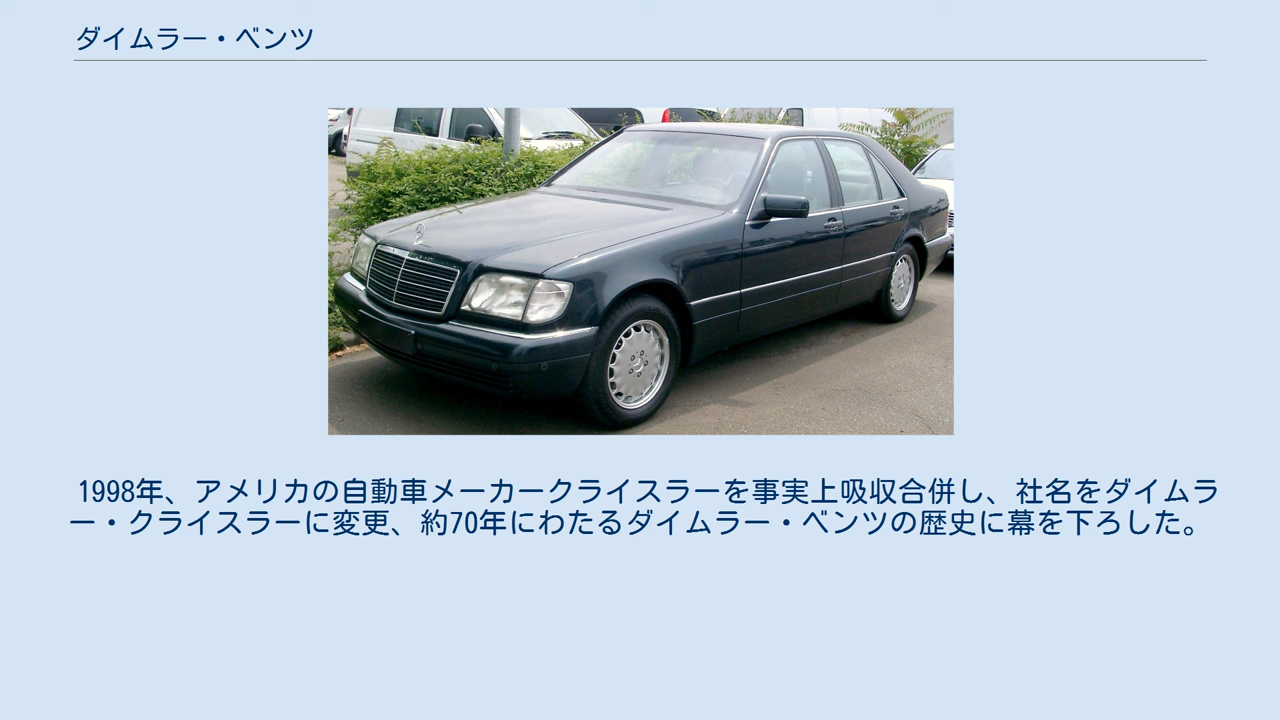 ダイムラー・ベンツ
1998年、アメリカの自動車メーカークライスラーを事実上吸収合併し、社名をダイムラ
ー・クライスラーに変更、約70年にわたるダイムラー・ベンツの歴史に幕を下ろした。